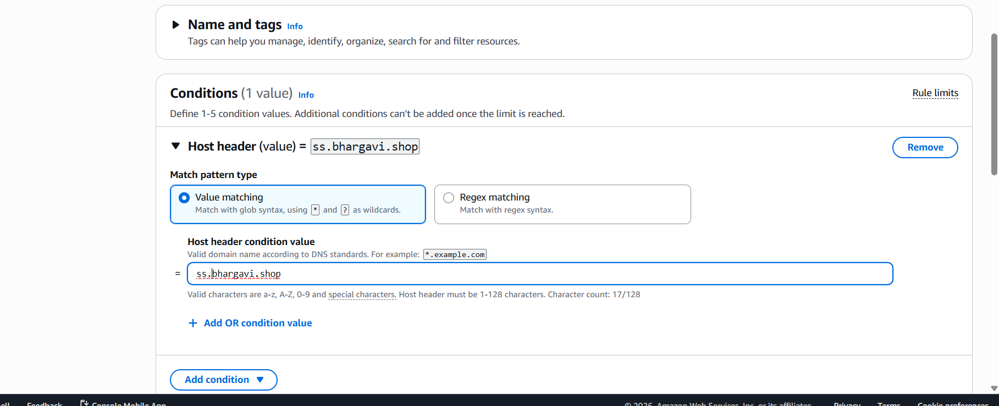 Name and tags Info
Tags can help you manage, identify, organize, search for and filter resources.
Conditions (1 value) Info
Rule limits
Define 1-5 condition values. Additional conditions can't be added once the limit is reached.
Host header (value) = ss.bhargavi.shop
Remove
Match pattern type
Value matching
Match with glob syntax, using * and ? as wildcards.
Regex matching
Match with regex syntax.
Host header condition value
Valid domain name according to DNS standards. For example: *.example.com
= ss.bhargavi.shop
Valid characters are a-z, A-Z, 0-9 and special characters. Host header must be 1-128 characters. Character count: 17/128
+ Add OR condition value
Add condition
Feedback Console Mobile App © 2026, Amazon Web Services, Inc. or its affiliates. Privacy Terms Cookie preferences